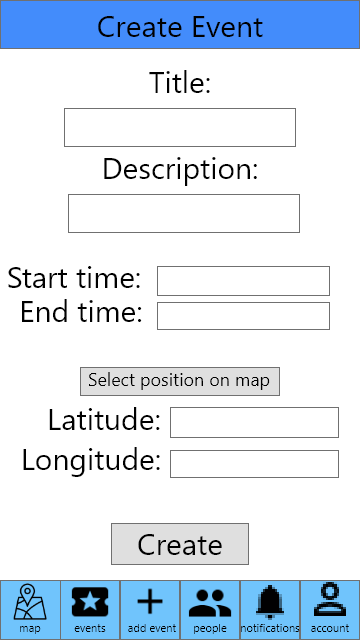 Create Event
Title:
Description:
Start time:
End time:
Select position on map
Latitude:
Longitude:
Create
map events add event people notifications account